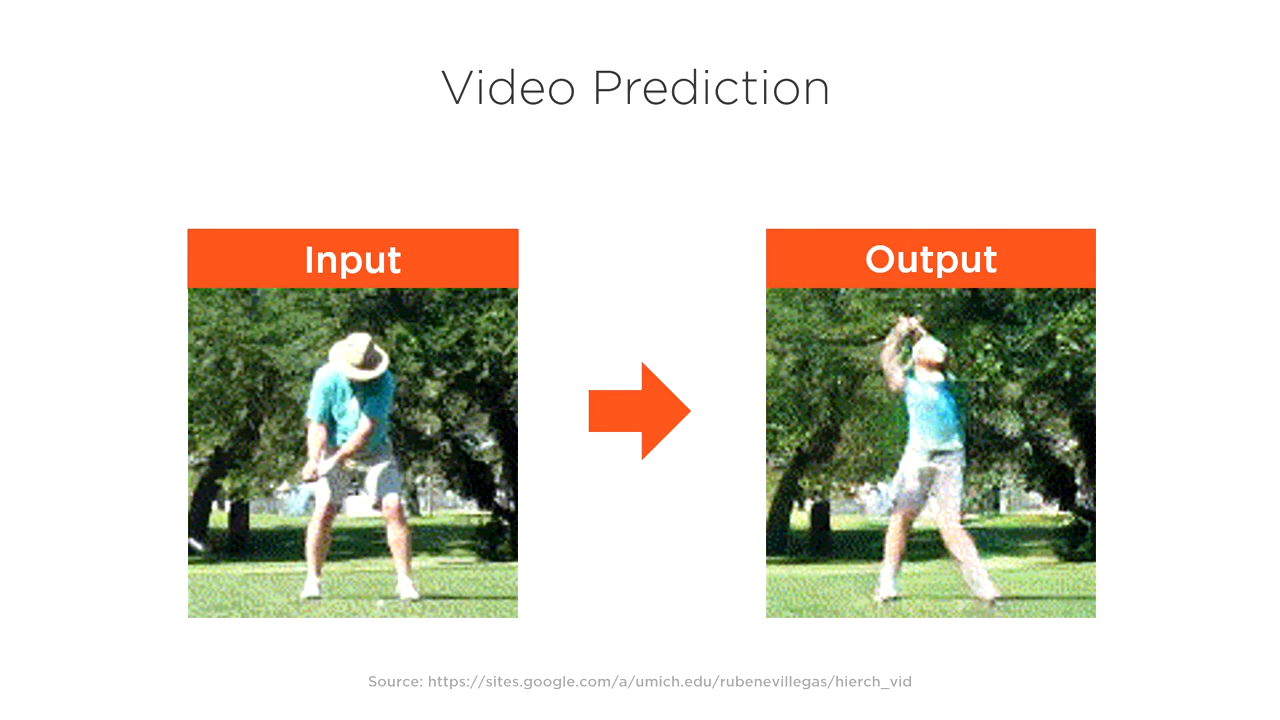 Video Prediction
Input
Output
Source: https://sites.google.com/a/umich.edu/rubenevillegas/hierch_vid